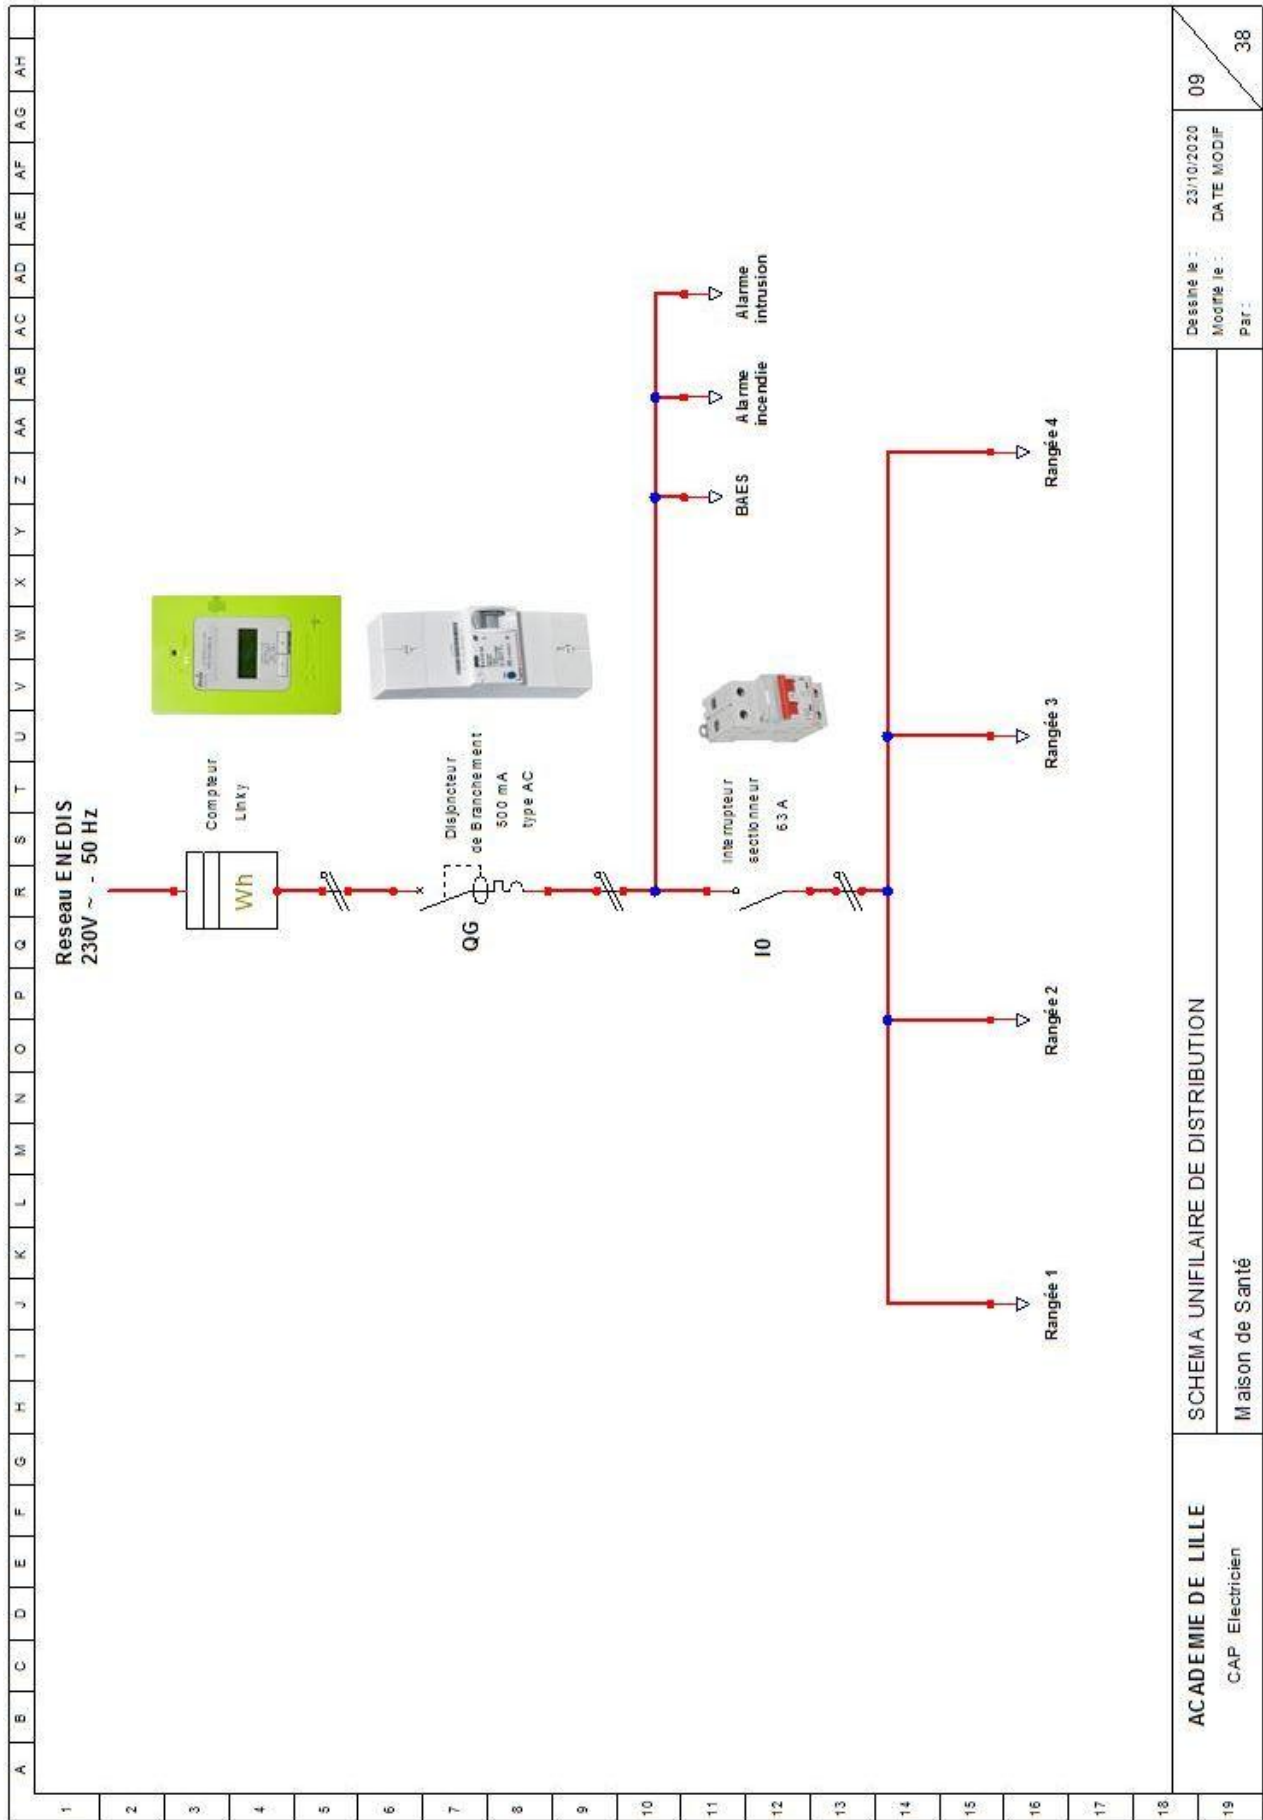 A B C D E F G H I J K L M N O P Q R S T U V W X Y Z AA AB AC AD AE AF AG AH
1
2
3
4
5
6
7
8
9
10
11
12
13
14
15
16
17
18
19
Reseau ENEDIS
230V ~ - 50 Hz
Wh
Compteur
Linky
QG
Disjoncteur
de Branchement
500 mA
type AC
BAES
Alarme
incendie
Alarme
intrusion
I0
Interrupteur
sectionneur
63 A
Rangée 1
Rangée 2
Rangée 3
Rangée 4
ACADEMIE DE LILLE
CAP Electricien
SCHEMA UNIFILAIRE DE DISTRIBUTION
Maison de Santé
Dessiné le : 23/10/2020
Modifié le : DATE MODIF
Par :
09
38